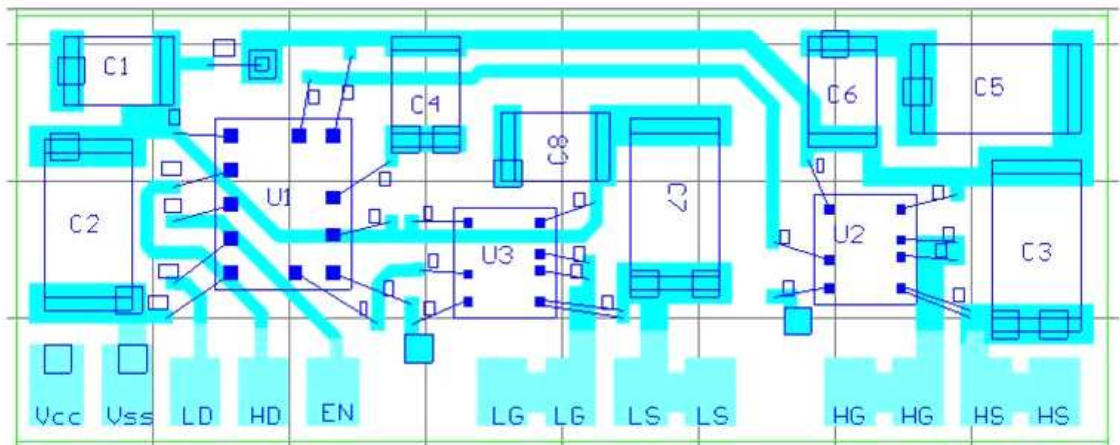 C1
C4
C6
C5
C8
U1
C7
C2
U3
U2
C3
Vcc Vss LD HD EN LG LG LS LS HG HG HS HS